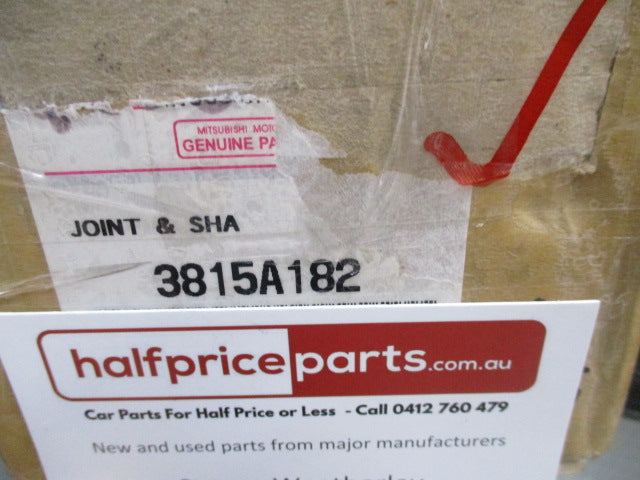 MITSUBISHI MOTO
GENUINE PA
JOINT & SHA
3815A182
halfpriceparts.com.au
Car Parts For Half Price or Less - Call 0412 760 479
New and used parts from major manufacturers